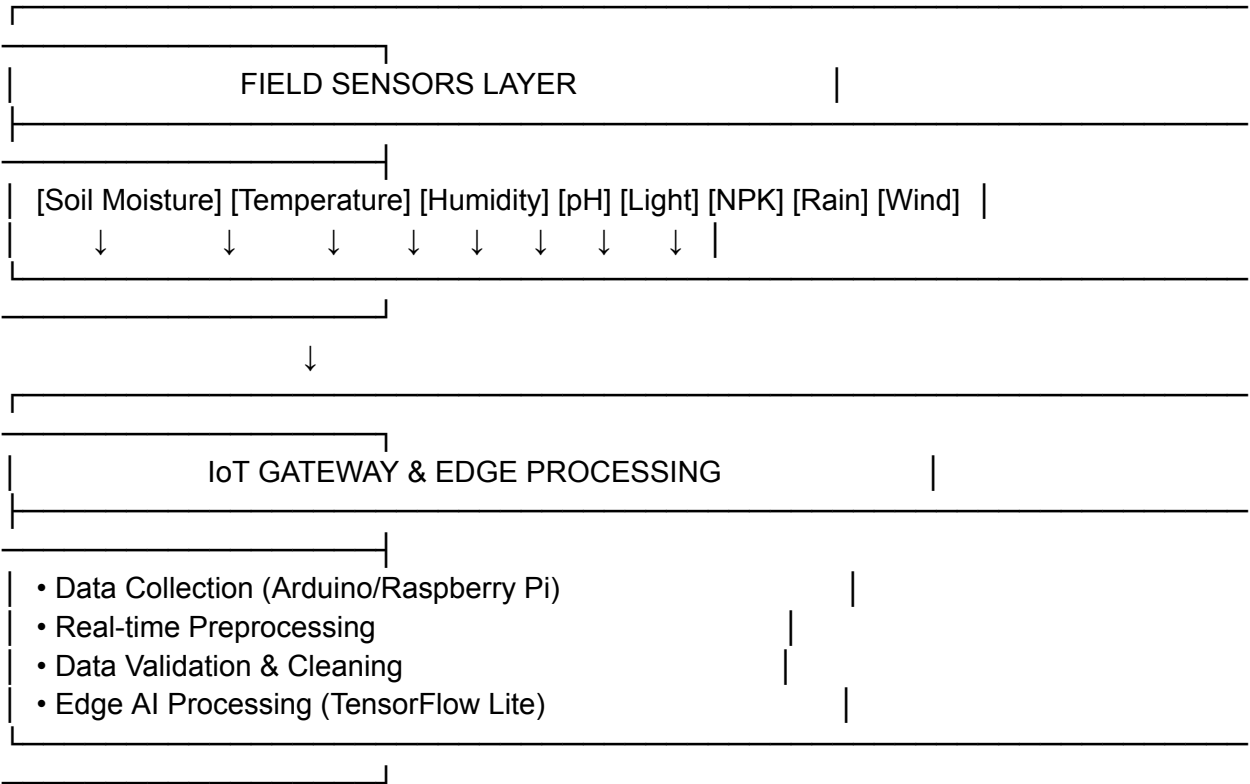 FIELD SENSORS LAYER
[Soil Moisture] [Temperature] [Humidity] [pH] [Light] [NPK] [Rain] [Wind]
↓ ↓ ↓ ↓ ↓ ↓ ↓ ↓
↓
IoT GATEWAY & EDGE PROCESSING
• Data Collection (Arduino/Raspberry Pi)
• Real-time Preprocessing
• Data Validation & Cleaning
• Edge AI Processing (TensorFlow Lite)